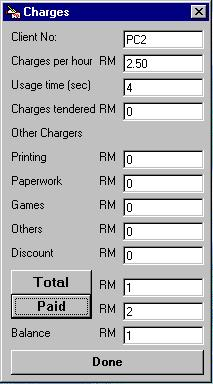 Charges
Client No: PC2
Charges per hour RM 2.50
Usage time (sec) 4
Charges tendered RM 0
Other Chargers
Printing RM 0
Paperwork RM 0
Games RM 0
Others RM 0
Discount RM 0
Total RM 1
Paid RM 2
Balance RM 1
Done